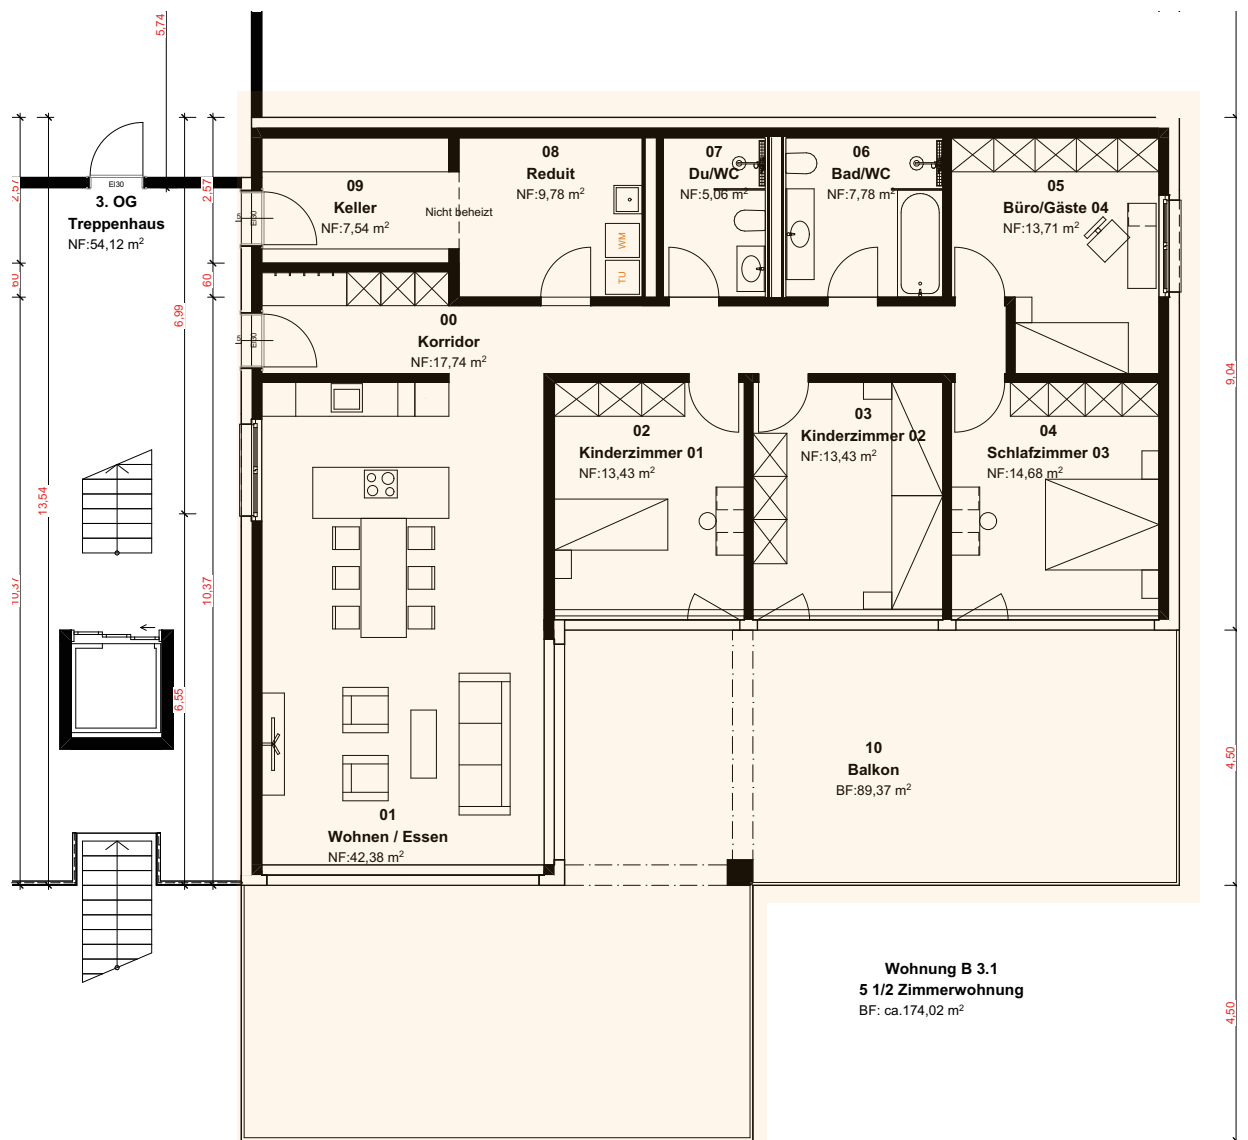 5,74
2,57
2,57
EI30
3. OG
Treppenhaus
NF:54,12 m²
09
Keller
NF:7,54 m²
Nicht beheizt
08
Reduit
NF:9,78 m²
07
Du/WC
NF:5,06 m²
06
Bad/WC
NF:7,78 m²
05
Büro/Gäste 04
NF:13,71 m²
EI30
WM
TU
60
60
6,99
00
Korridor
NF:17,74 m²
EI30
9,04
02
Kinderzimmer 01
NF:13,43 m²
03
Kinderzimmer 02
NF:13,43 m²
04
Schlafzimmer 03
NF:14,68 m²
13,54
10,37
10,37
6,55
10
Balkon
BF:89,37 m²
4,50
01
Wohnen / Essen
NF:42,38 m²
Wohnung B 3.1
5 1/2 Zimmerwohnung
BF: ca.174,02 m²
4,50